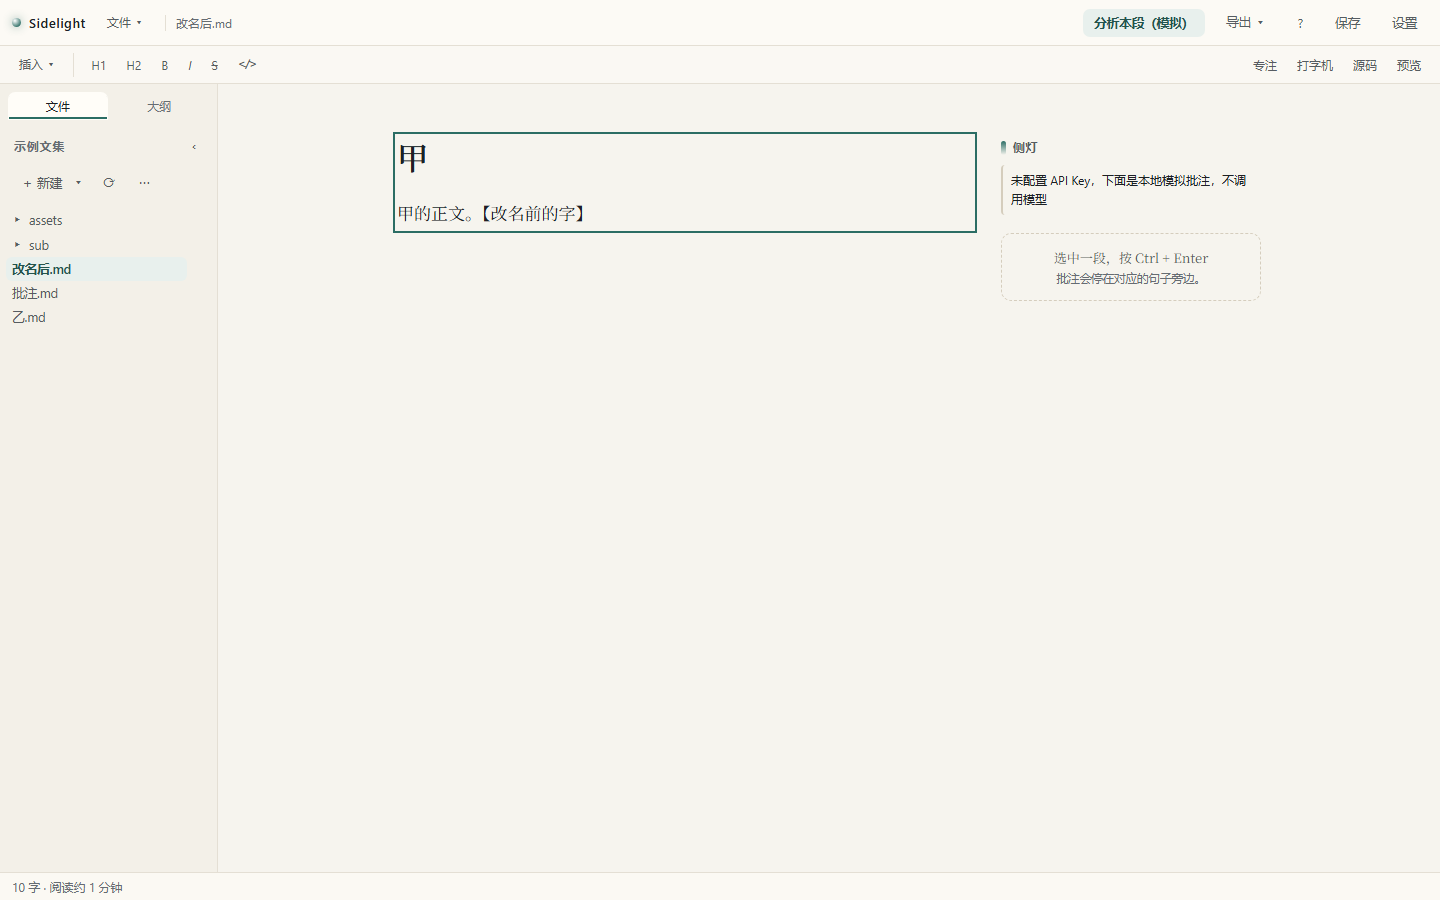 Sidelight 文件 改名后.md 分析本段（模拟） 导出 ? 保存 设置
插入 H1 H2 B I S </> 专注 打字机 源码 预览
文件 大纲
示例文集
+ 新建 ···
assets
sub
改名后.md
批注.md
乙.md
甲
甲的正文。【改名前的字】
侧灯
未配置 API Key，下面是本地模拟批注，不调
用模型
选中一段，按 Ctrl + Enter
批注会停在对应的句子旁边。
10 字 · 阅读约 1 分钟